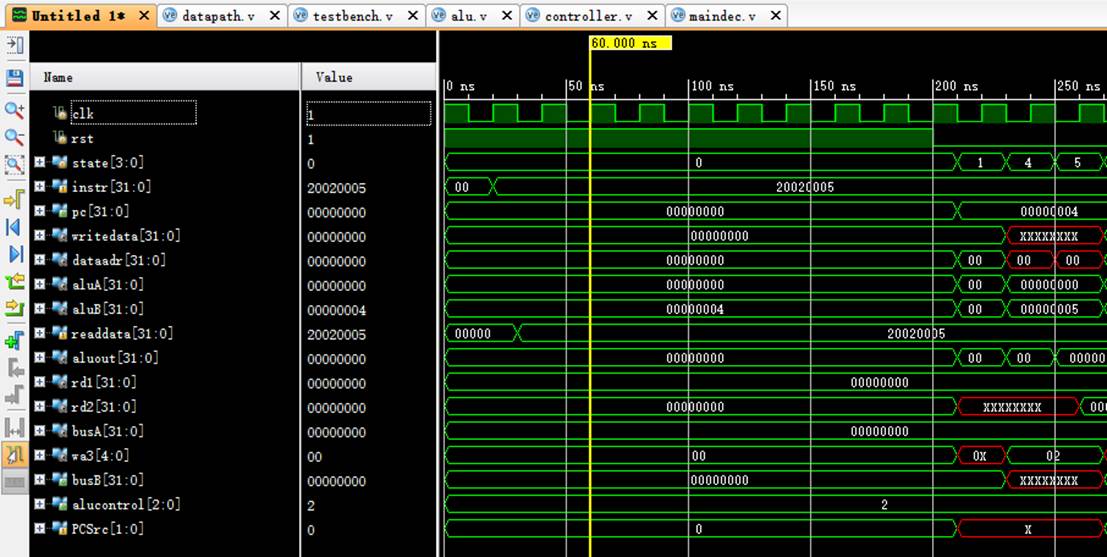 Untitled 1* datapath.v testbench.v alu.v controller.v maindec.v
60.000 ns
Name Value
0 ns 50 ns 100 ns 150 ns 200 ns 250
clk 1
rst 1
state[3:0] 0 0 1 4 5
instr[31:0] 20020005 00 20020005
pc[31:0] 00000000 00000000 00000004
writedata[31:0] 00000000 00000000 XXXXXXXX
dataadr[31:0] 00000000 00000000 00 00 00
aluA[31:0] 00000000 00000000 00 00000000
aluB[31:0] 00000004 00000004 00 00000005
readdata[31:0] 20020005 00000 20020005
aluout[31:0] 00000000 00000000 00 00 00000
rd1[31:0] 00000000 00000000
rd2[31:0] 00000000 00000000 XXXXXXXX 000
busA[31:0] 00000000 00000000
wa3[4:0] 00 00 0X 02
busB[31:0] 00000000 00000000 XXXXXXXX
alucontrol[2:0] 2 2
PCSrc[1:0] 0 0 X